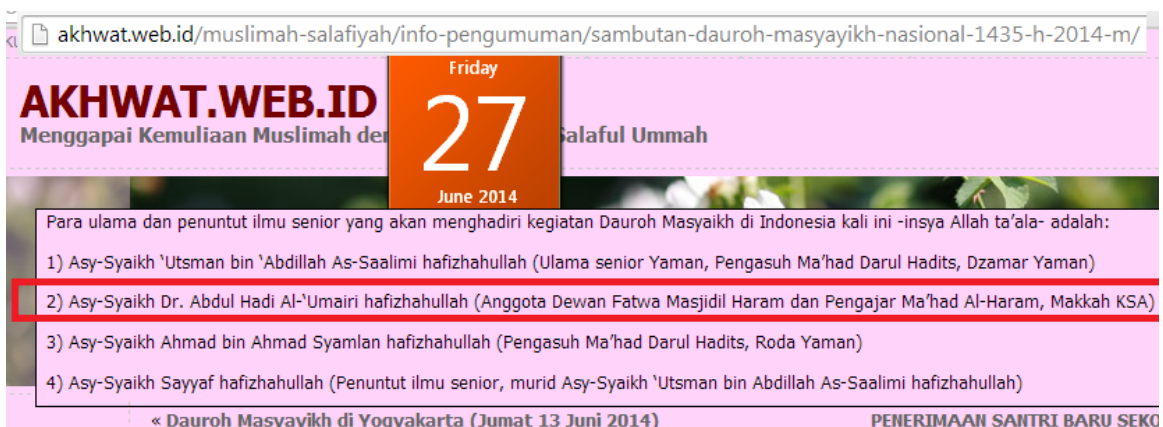 akhwat.web.id/muslimah-salafiyah/info-pengumuman/sambutan-dauroh-masyayikh-nasional-1435-h-2014-m/
Friday
27
June 2014
AKHWAT.WEB.ID
Menggapai Kemuliaan Muslimah Salaful Ummah
Para ulama dan penuntut ilmu senior yang akan menghadiri kegiatan Dauroh Masyaikh di Indonesia kali ini -insya Allah ta'ala- adalah:
1) Asy-Syaikh 'Utsman bin 'Abdillah As-Saalimi hafizhahullah (Ulama senior Yaman, Pengasuh Ma'had Darul Hadits, Dzamar Yaman)
2) Asy-Syaikh Dr. Abdul Hadi Al-'Umairi hafizhahullah (Anggota Dewan Fatwa Masjidil Haram dan Pengajar Ma'had Al-Haram, Makkah KSA)
3) Asy-Syaikh Ahmad bin Ahmad Syamlan hafizhahullah (Pengasuh Ma'had Darul Hadits, Roda Yaman)
4) Asy-Syaikh Sayyaf hafizhahullah (Penuntut ilmu senior, murid Asy-Syaikh 'Utsman bin Abdillah As-Saalimi hafizhahullah)
« Dauroh Masyayikh di Yogyakarta (Jumat 13 Juni 2014) PENERIMAAN SANTRI BARU